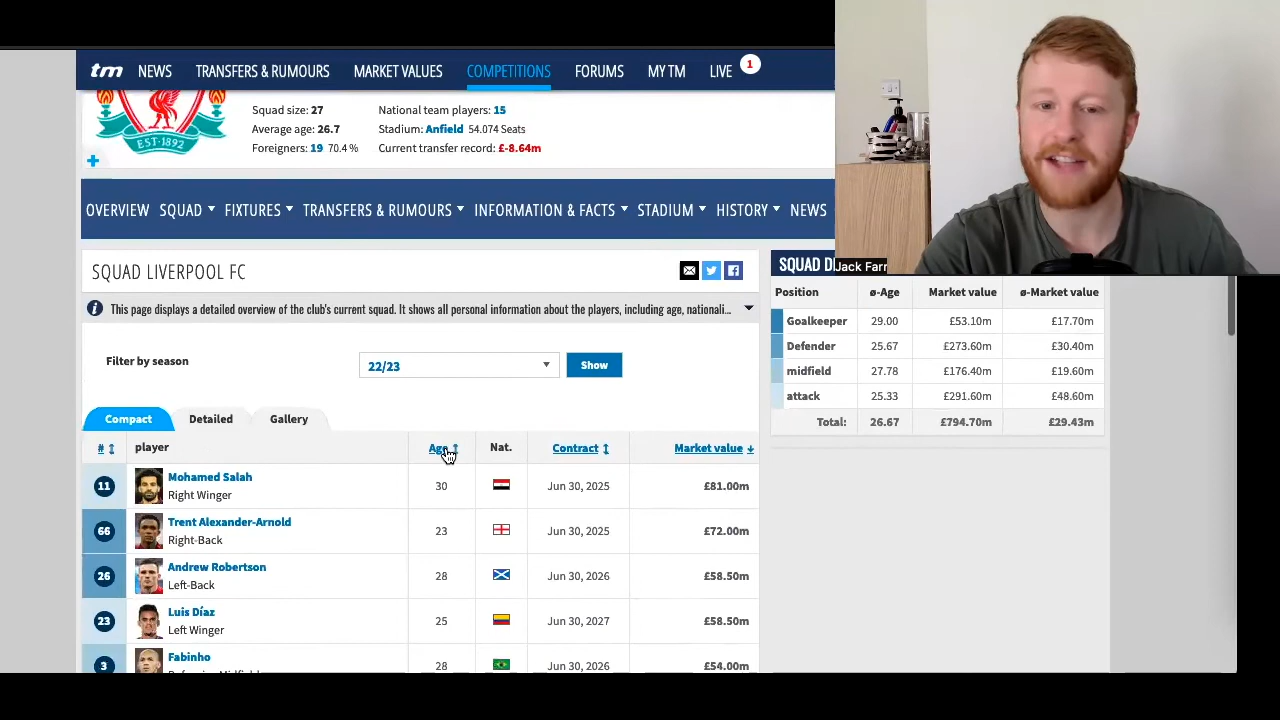 tm NEWS TRANSFERS & RUMOURS MARKET VALUES COMPETITIONS FORUMS MY TM LIVE 1
EST·1892
Squad size: 27 National team players: 15
Average age: 26.7 Stadium: Anfield 54.074 Seats
Foreigners: 19 70.4 % Current transfer record: £-8.64m
OVERVIEW SQUAD FIXTURES TRANSFERS & RUMOURS INFORMATION & FACTS STADIUM HISTORY NEWS
SQUAD LIVERPOOL FC
This page displays a detailed overview of the club's current squad. It shows all personal information about the players, including age, nationali...
Filter by season 22/23 Show
Compact Detailed Gallery
# player Age Nat. Contract Market value
11 Mohamed Salah 30 Jun 30, 2025 £81.00m
Right Winger
66 Trent Alexander-Arnold 23 Jun 30, 2025 £72.00m
Right-Back
26 Andrew Robertson 28 Jun 30, 2026 £58.50m
Left-Back
23 Luis Díaz 25 Jun 30, 2027 £58.50m
Left Winger
3 Fabinho 28 Jun 30, 2026 £54.00m
Jack Farr
SQUAD D
Position ø-Age Market value ø-Market value
Goalkeeper 29.00 £53.10m £17.70m
Defender 25.67 £273.60m £30.40m
midfield 27.78 £176.40m £19.60m
attack 25.33 £291.60m £48.60m
Total: 26.67 £794.70m £29.43m